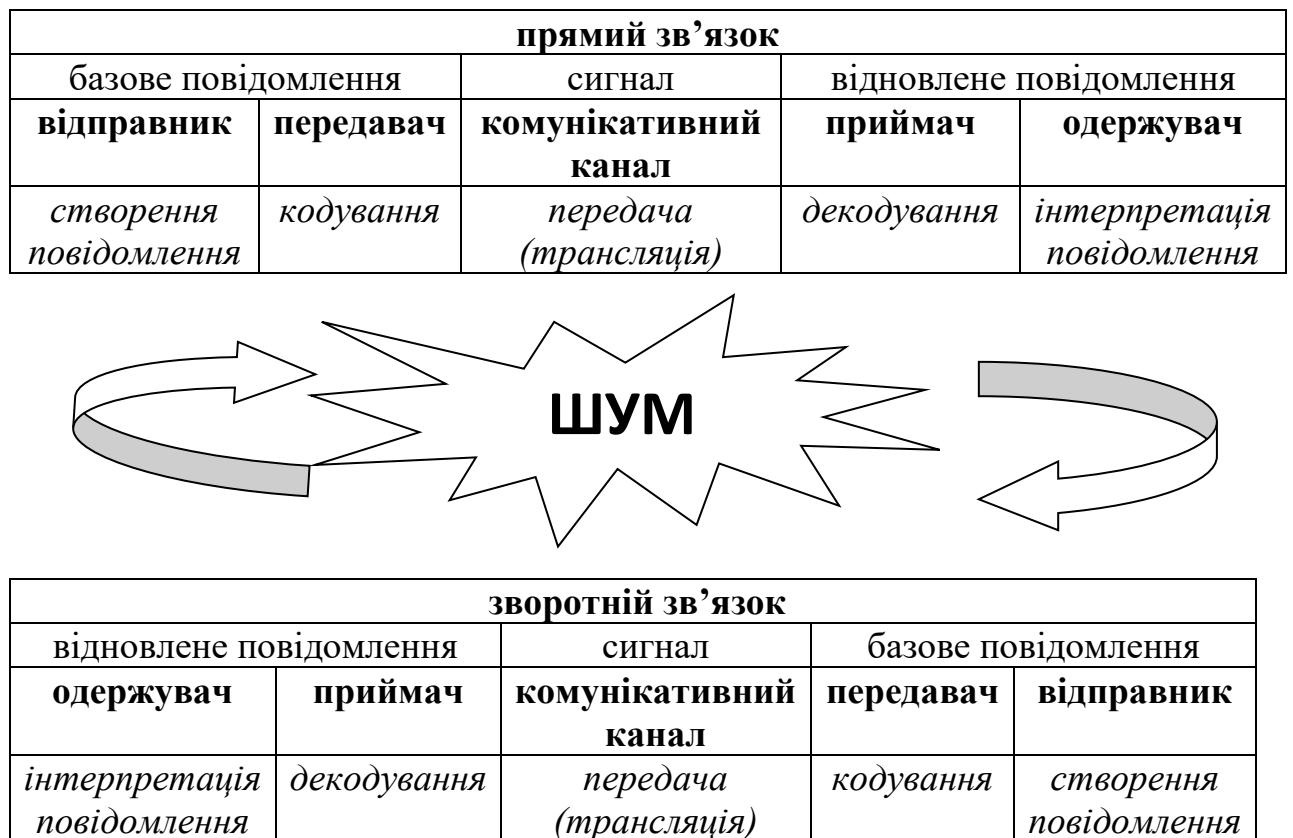 прямий зв’язок
базове повідомлення сигнал відновлене повідомлення
відправник передавач комунікативний канал приймач одержувач
створення повідомлення кодування передача (трансляція) декодування інтерпретація повідомлення
ШУМ
зворотній зв’язок
відновлене повідомлення сигнал базове повідомлення
одержувач приймач комунікативний канал передавач відправник
інтерпретація повідомлення декодування передача (трансляція) кодування створення повідомлення